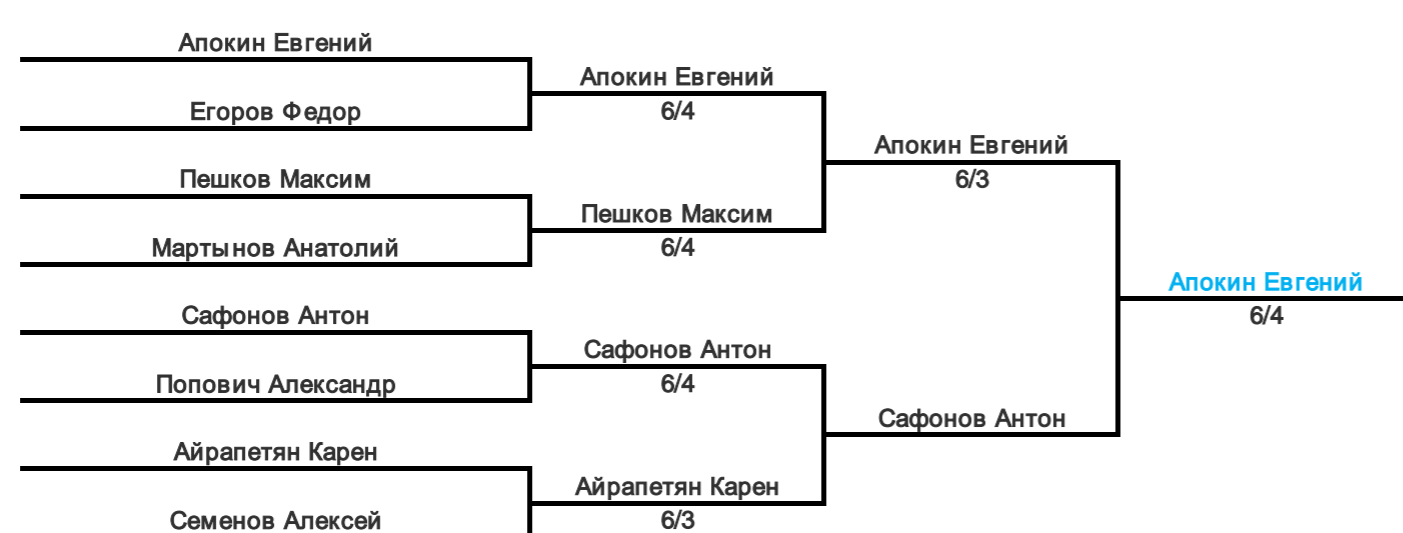 Апокин Евгений
Егоров Федор
Пешков Максим
Мартынов Анатолий
Сафонов Антон
Попович Александр
Айрапетян Карен
Семенов Алексей
Апокин Евгений
6/4
Пешков Максим
6/4
Сафонов Антон
6/4
Айрапетян Карен
6/3
Апокин Евгений
6/3
Сафонов Антон
Апокин Евгений
6/4